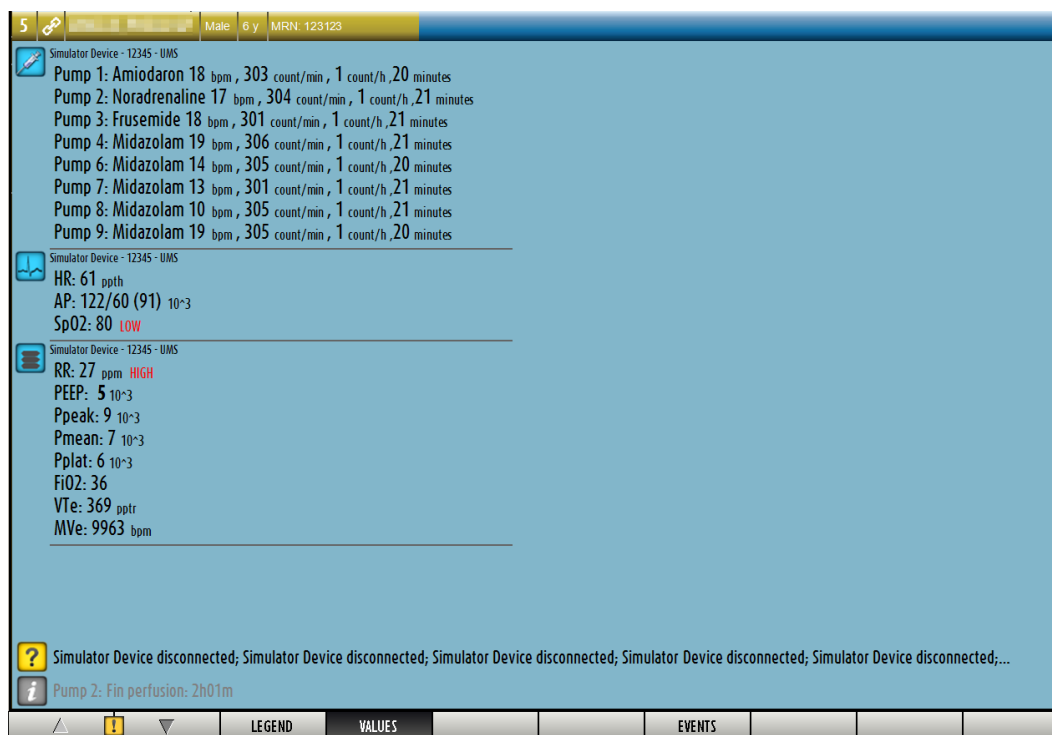 5 Male 6 y MRN: 123123
Simulator Device - 12345 - UMS
Pump 1: Amiodaron 18 bpm , 303 count/min , 1 count/h ,20 minutes
Pump 2: Noradrenaline 17 bpm , 304 count/min , 1 count/h ,21 minutes
Pump 3: Frusemide 18 bpm , 301 count/min , 1 count/h ,21 minutes
Pump 4: Midazolam 19 bpm , 306 count/min , 1 count/h ,21 minutes
Pump 6: Midazolam 14 bpm , 305 count/min , 1 count/h ,20 minutes
Pump 7: Midazolam 13 bpm , 301 count/min , 1 count/h ,21 minutes
Pump 8: Midazolam 10 bpm , 305 count/min , 1 count/h ,21 minutes
Pump 9: Midazolam 19 bpm , 305 count/min , 1 count/h ,20 minutes
Simulator Device - 12345 - UMS
HR: 61 ppth
AP: 122/60 (91) 10^3
SpO2: 80 LOW
Simulator Device - 12345 - UMS
RR: 27 ppm HIGH
PEEP: 5 10^3
Ppeak: 9 10^3
Pmean: 7 10^3
Pplat: 6 10^3
FiO2: 36
VTe: 369 pptr
MVe: 9963 bpm
? Simulator Device disconnected; Simulator Device disconnected; Simulator Device disconnected; Simulator Device disconnected; Simulator Device disconnected;...
i Pump 2: Fin perfusion: 2h01m
! LEGEND VALUES EVENTS